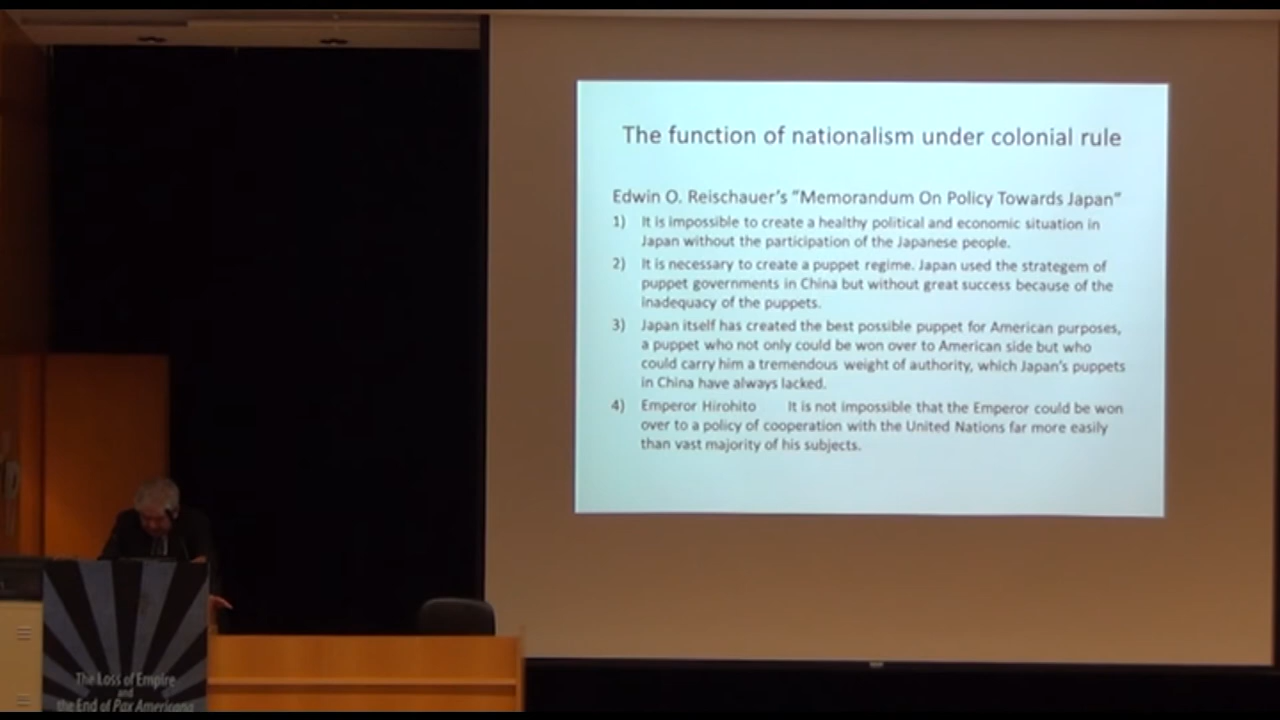 The function of nationalism under colonial rule
Edwin O. Reischauer's "Memorandum On Policy Towards Japan"
1) It is impossible to create a healthy political and economic situation in
Japan without the participation of the Japanese people.
2) It is necessary to create a puppet regime. Japan used the strategem of
puppet governments in China but without great success because of the
inadequacy of the puppets.
3) Japan itself has created the best possible puppet for American purposes,
a puppet who not only could be won over to American side but who
could carry him a tremendous weight of authority, which Japan's puppets
in China have always lacked.
4) Emperor Hirohito It is not impossible that the Emperor could be won
over to a policy of cooperation with the United Nations far more easily
than vast majority of his subjects.
The Loss of Empire
and
the End of Pax Americana